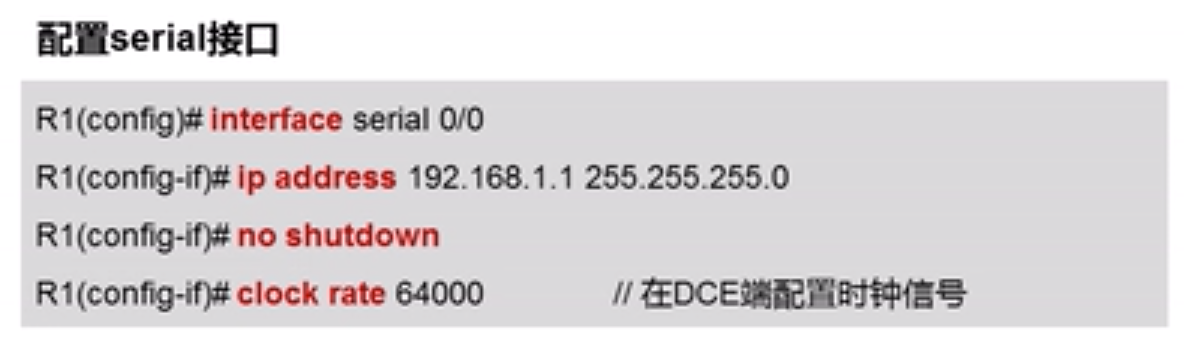 配置serial接口
R1(config)# interface serial 0/0
R1(config-if)# ip address 192.168.1.1 255.255.255.0
R1(config-if)# no shutdown
R1(config-if)# clock rate 64000 // 在DCE端配置时钟信号